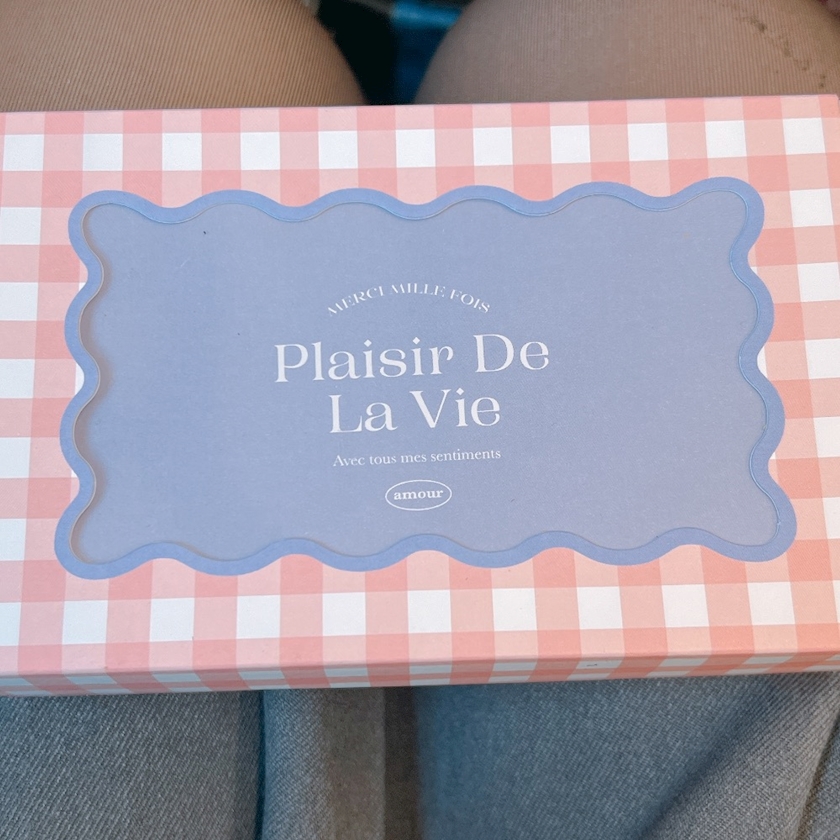 MERCI MILLE FOIS
Plaisir De
La Vie
Avec tous mes sentiments
amour